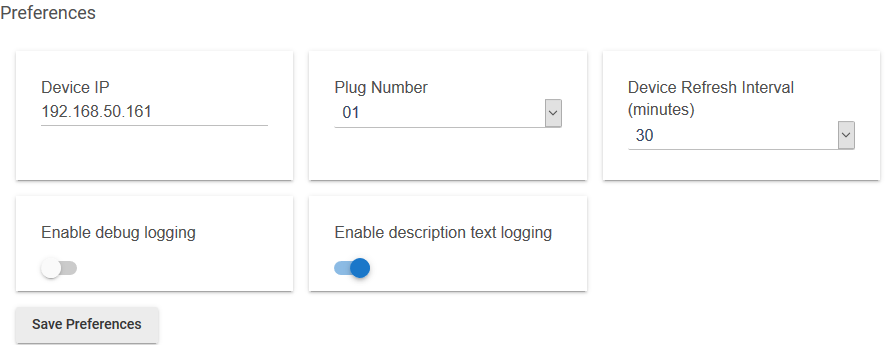 Preferences
Device IP
192.168.50.161
Plug Number
01
Device Refresh Interval
(minutes)
30
Enable debug logging
Enable description text logging
Save Preferences